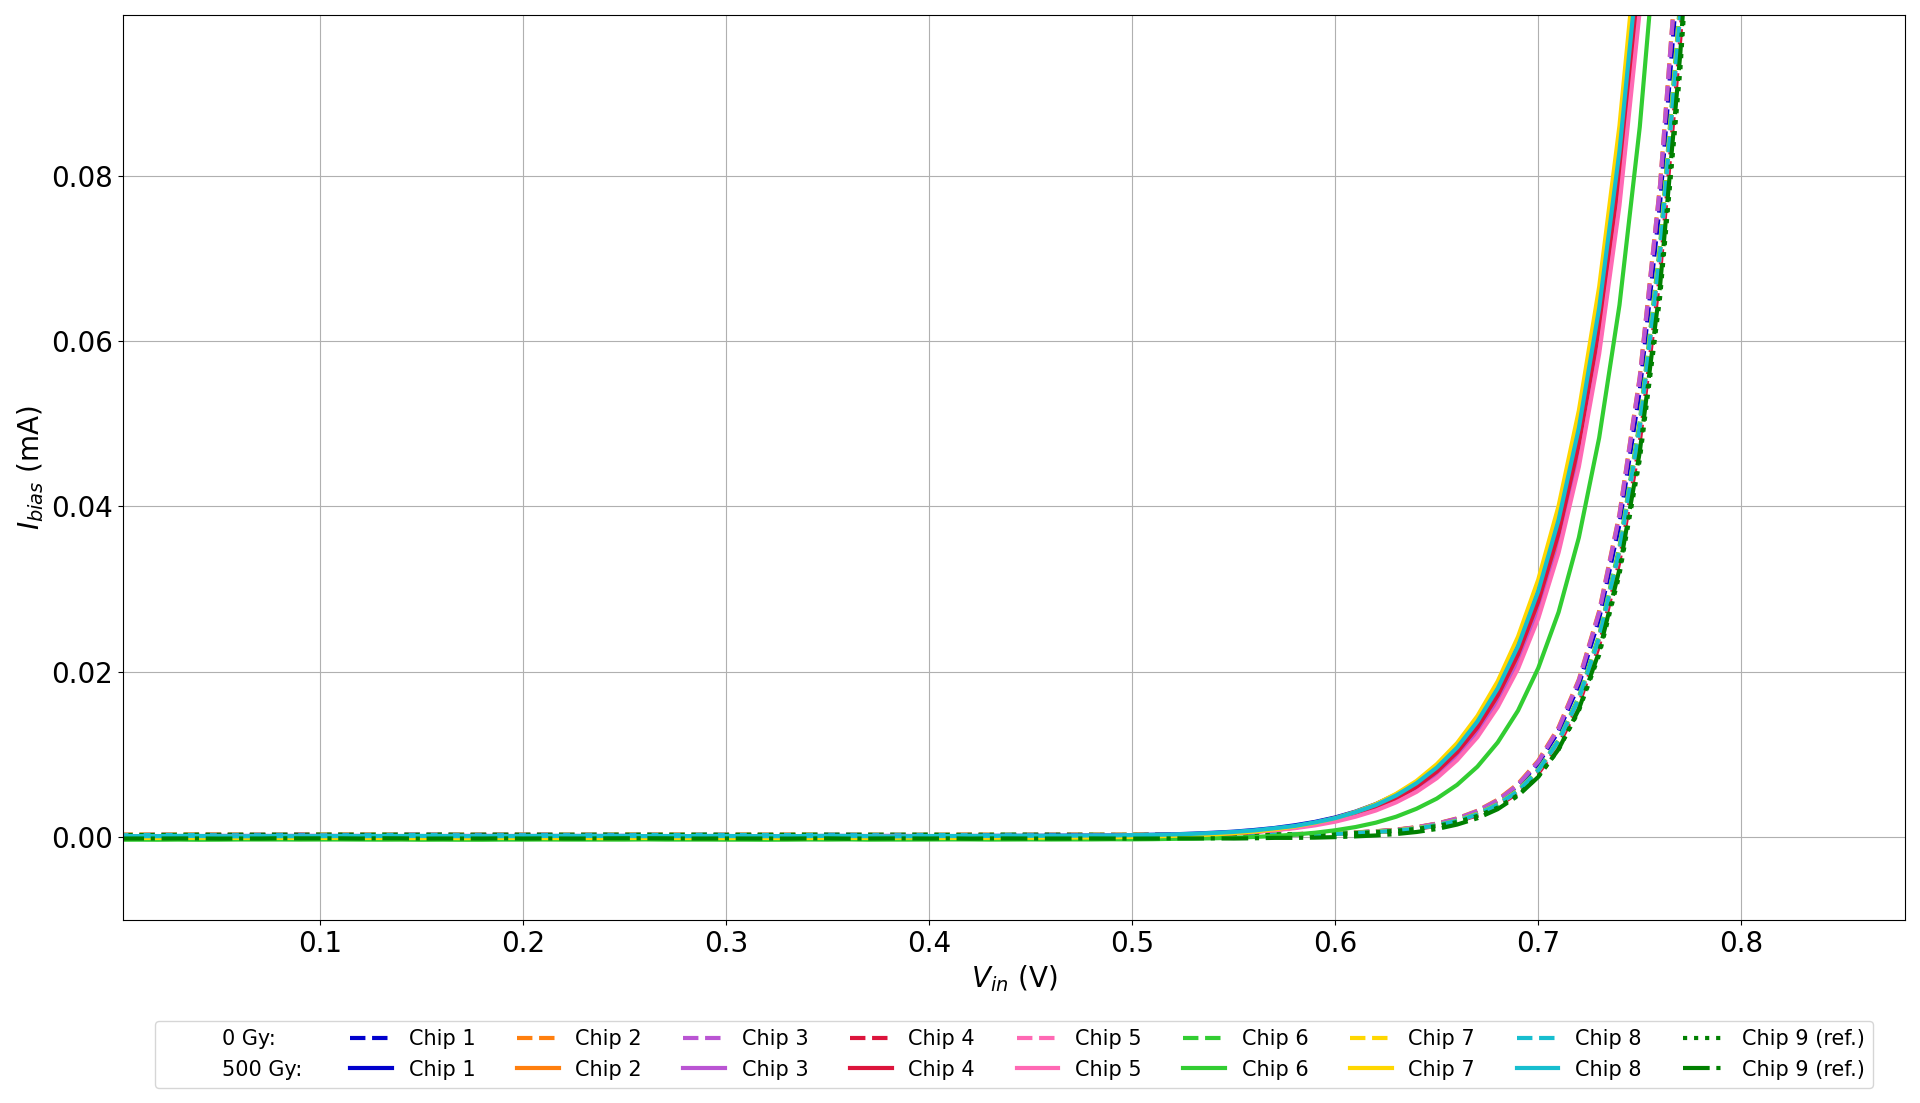 0.08
0.06
0.04
0.02
0.00
I_bias (mA)
0.1 0.2 0.3 0.4 0.5 0.6 0.7 0.8
V_in (V)
0 Gy: Chip 1 Chip 2 Chip 3 Chip 4 Chip 5 Chip 6 Chip 7 Chip 8 Chip 9 (ref.)
500 Gy: Chip 1 Chip 2 Chip 3 Chip 4 Chip 5 Chip 6 Chip 7 Chip 8 Chip 9 (ref.)